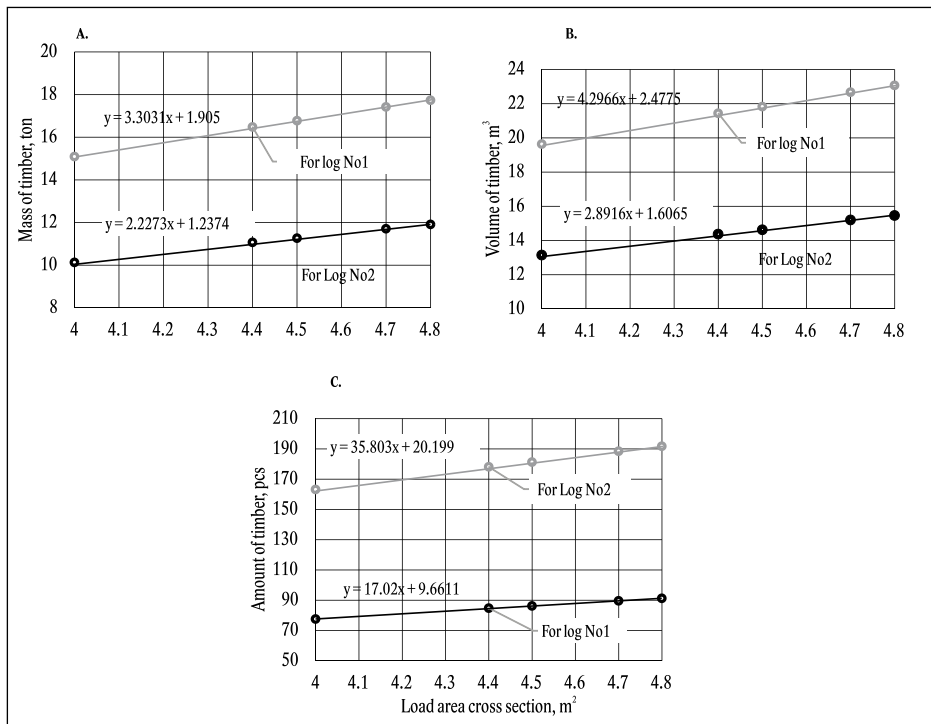 A.
Mass of timber, ton
20
18
16
14
12
10
8
y = 3.3031x + 1.905
For log No1
y = 2.2273x + 1.2374
For Log No2
4 4.1 4.2 4.3 4.4 4.5 4.6 4.7 4.8
B.
Volume of timber, m³
24
22
20
18
16
14
12
10
y = 4.2966x + 2.4775
For log No1
y = 2.8916x + 1.6065
For Log No2
4 4.1 4.2 4.3 4.4 4.5 4.6 4.7 4.8
C.
Amount of timber, pcs
210
190
170
150
130
110
90
70
50
y = 35.803x + 20.199
For Log No2
y = 17.02x + 9.6611
For log No1
4 4.1 4.2 4.3 4.4 4.5 4.6 4.7 4.8
Load area cross section, m²